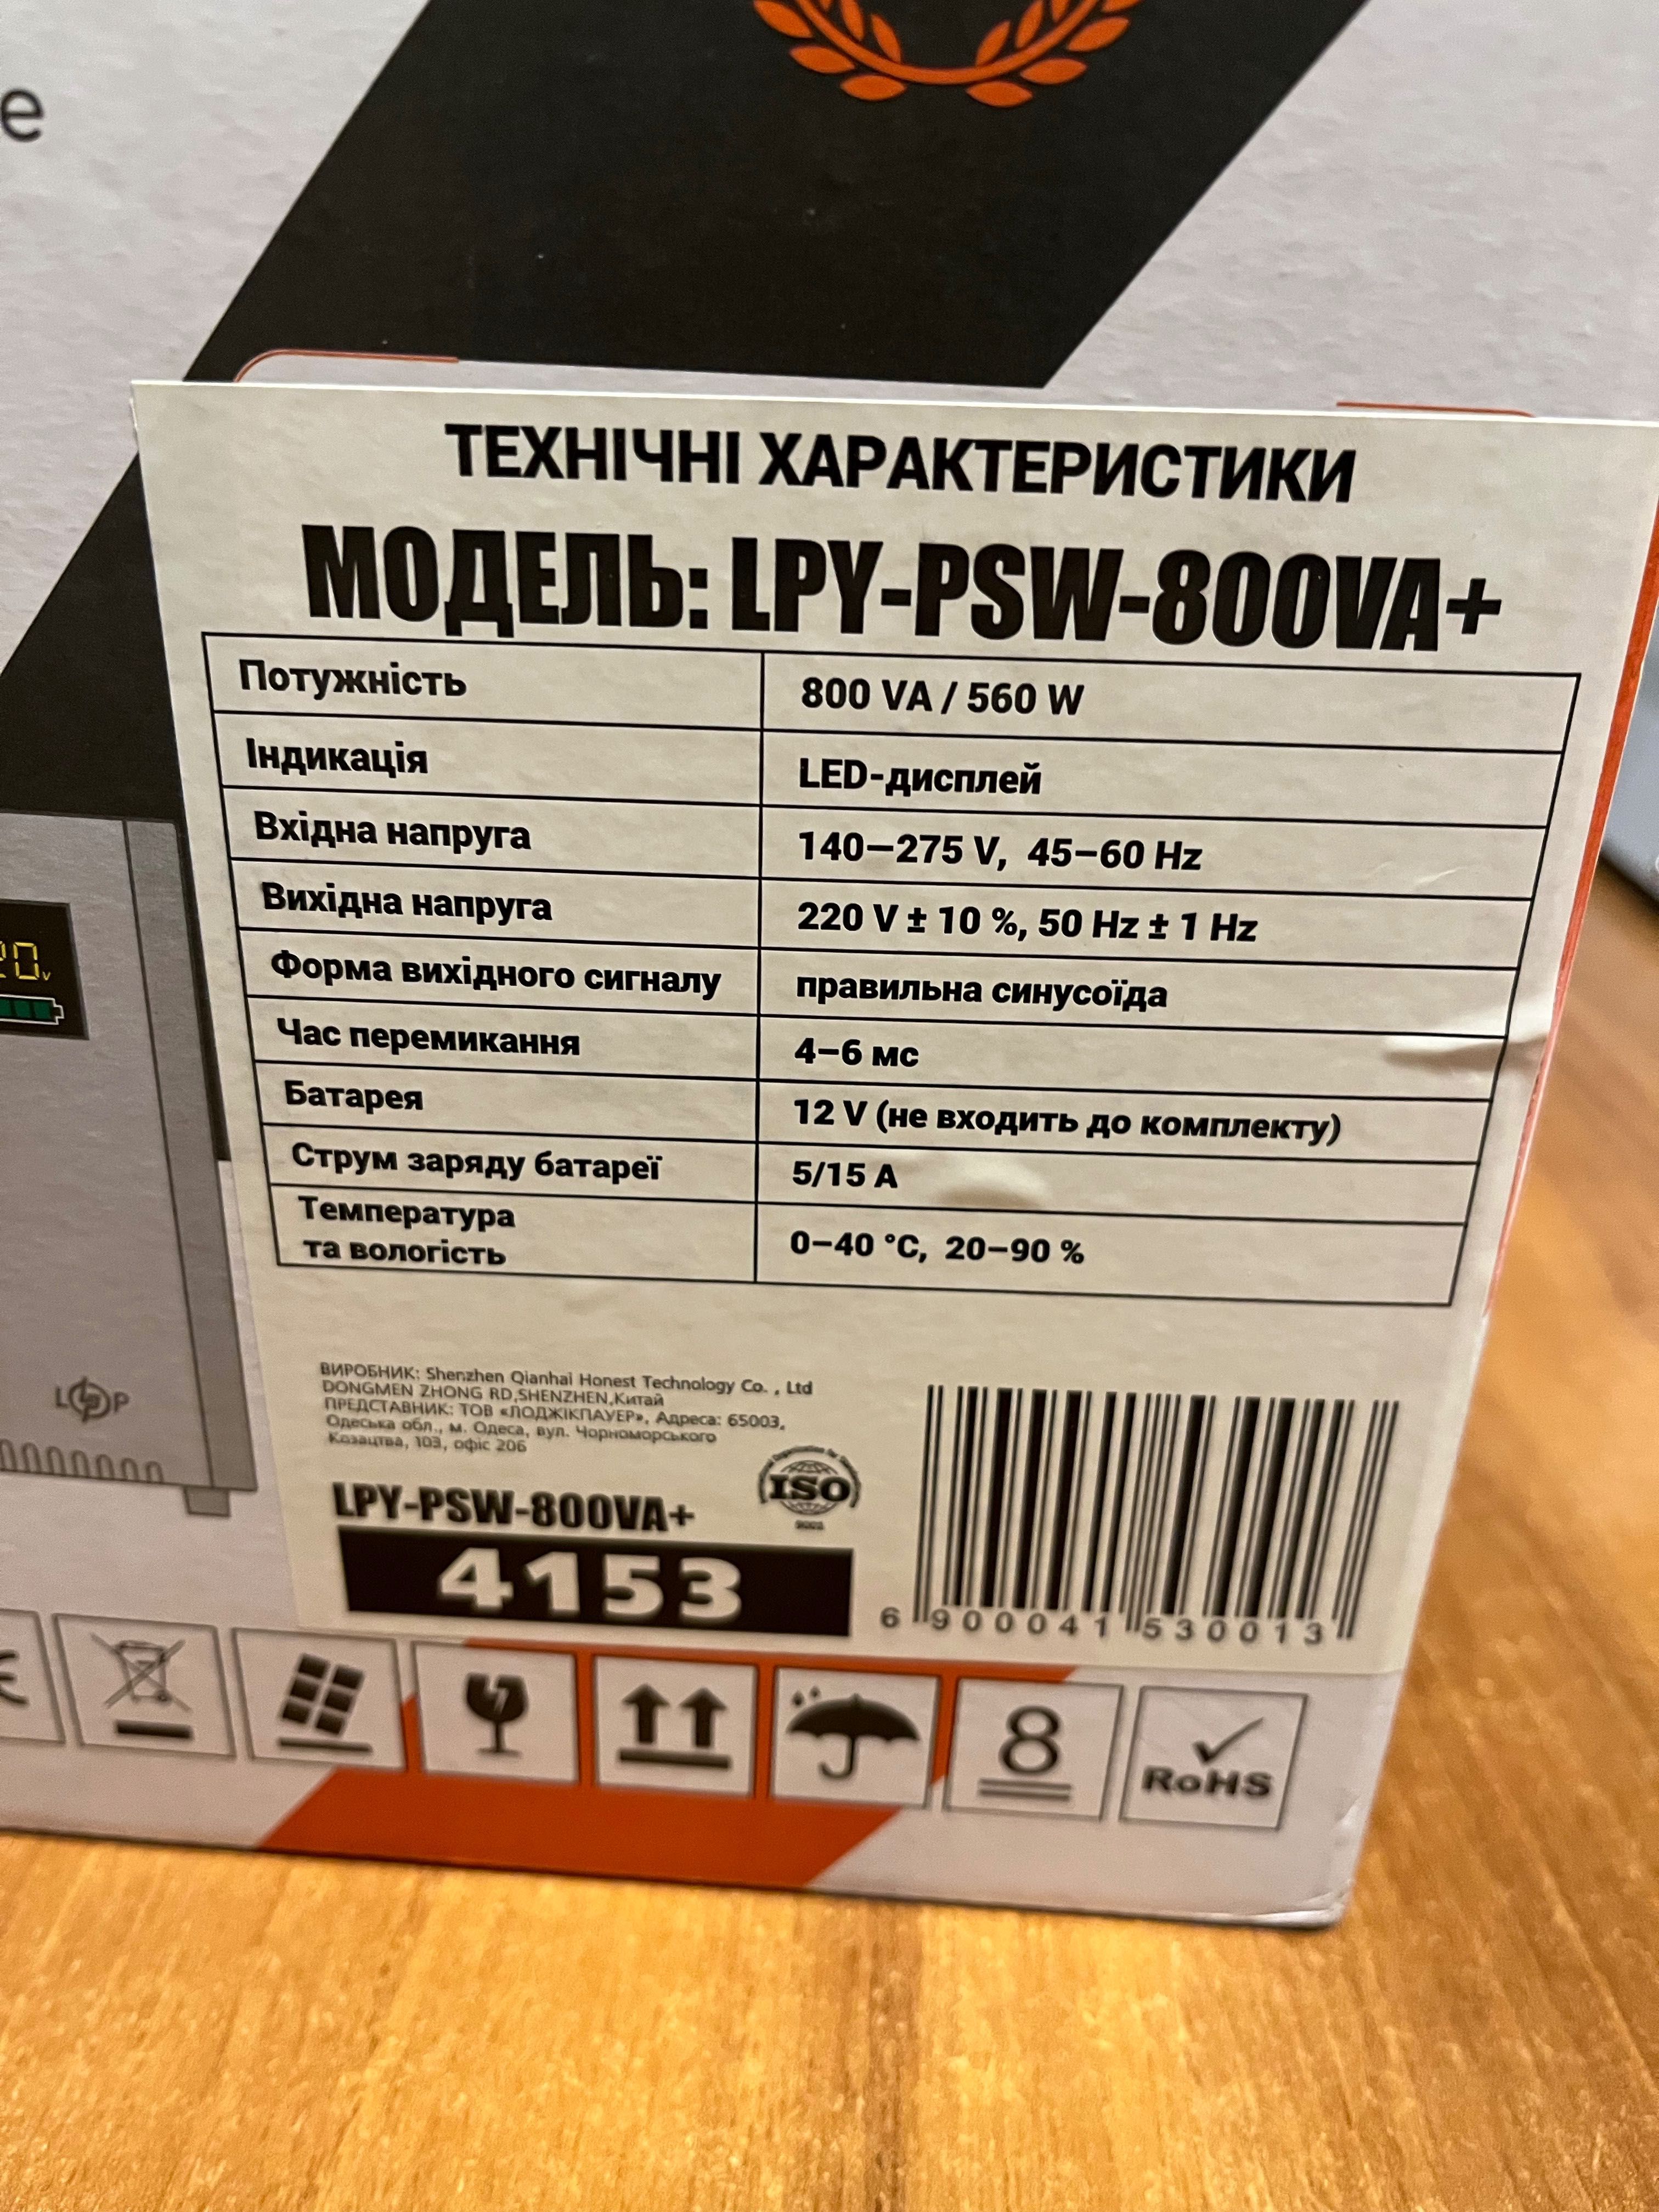 e
ТЕХНІЧНІ ХАРАКТЕРИСТИКИ
МОДЕЛЬ: LPY-PSW-800VA+
Потужність 800 VA / 560 W
Індикація LED-дисплей
Вхідна напруга 140–275 V, 45–60 Hz
Вихідна напруга 220 V ± 10 %, 50 Hz ± 1 Hz
Форма вихідного сигналу правильна синусоїда
Час перемикання 4–6 мс
Батарея 12 V (не входить до комплекту)
Струм заряду батареї 5/15 А
Температура
та вологість 0–40 °C, 20–90 %
20v
LP
ВИРОБНИК: Shenzhen Qianhai Honest Technology Co. , Ltd
DONGMEN ZHONG RD,SHENZHEN,Китай
ПРЕДСТАВНИК: ТОВ «ЛОДЖІКПАУЕР», Адреса: 65003,
Одеська обл., м. Одеса, вул. Чорноморського
Козацтва, 103, офіс 206
ISO
9001
LPY-PSW-800VA+
4153
6 900041 530013
8
RoHS